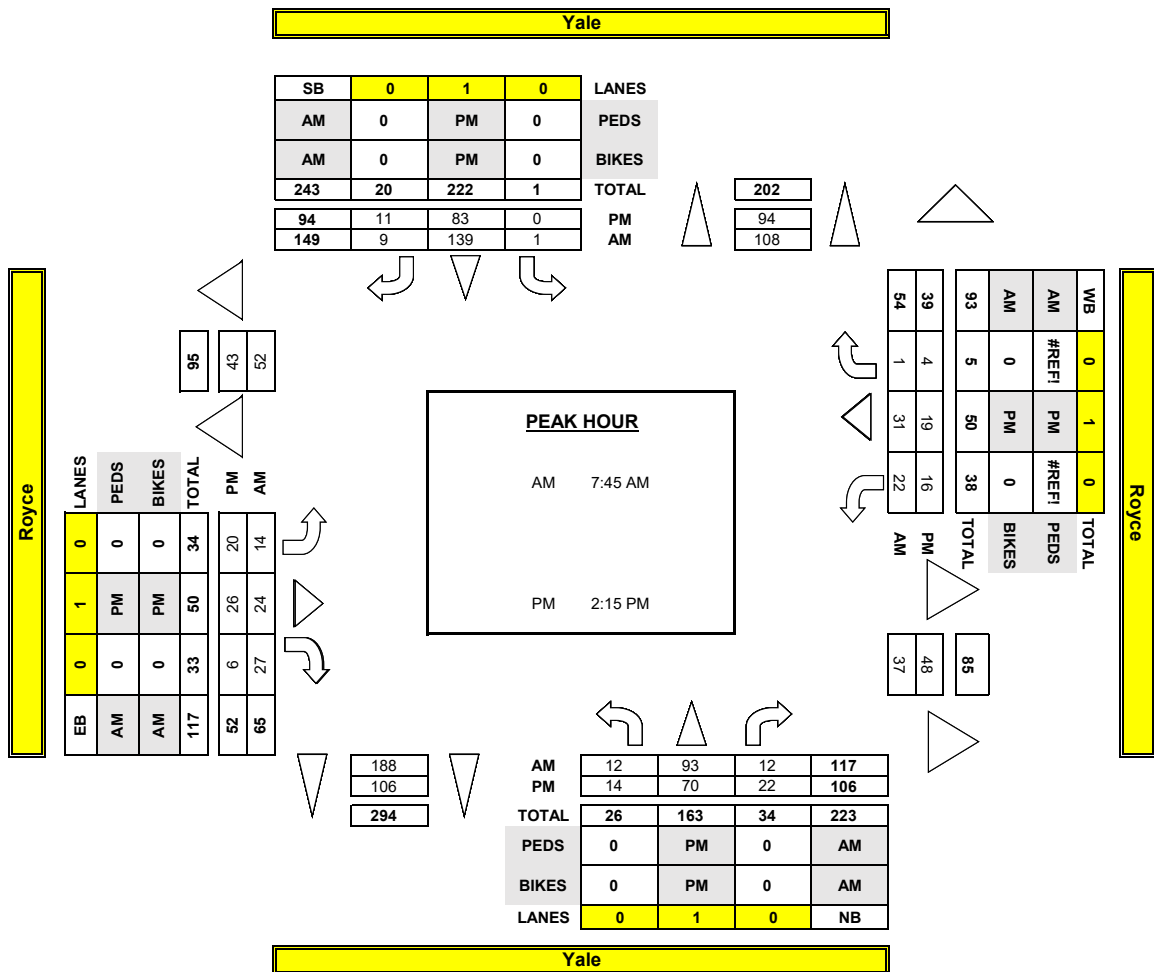 Yale
SB 0 1 0 LANES
AM 0 PM 0 PEDS
AM 0 PM 0 BIKES
243 20 222 1 TOTAL
94 11 83 0 PM
149 9 139 1 AM
202
94
108
95 43 52
Royce
LANES PEDS BIKES TOTAL PM AM
0 0 0 34 20 14
1 PM PM 50 26 24
0 0 0 33 6 27
EB AM AM 117 52 65
PEAK HOUR
AM 7:45 AM
PM 2:15 PM
54 39 93 AM AM WB
1 4 5 0 #REF! 0
31 19 50 PM PM 1
22 16 38 0 #REF! 0
AM PM TOTAL BIKES PEDS TOTAL
Royce
37 48 85
188
106
294
AM 12 93 12 117
PM 14 70 22 106
TOTAL 26 163 34 223
PEDS 0 PM 0 AM
BIKES 0 PM 0 AM
LANES 0 1 0 NB
Yale